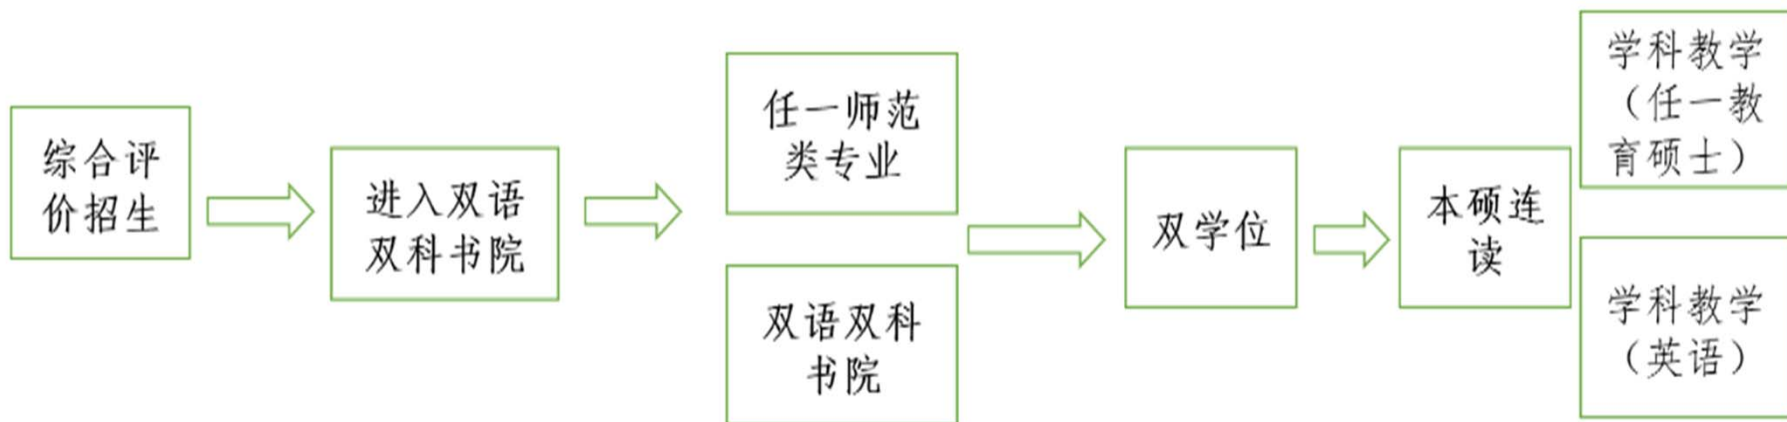 综合评
价招生
进入双语
双科书院
任一师范
类专业
双语双科
书院
双学位
本硕连
读
学科教学
（任一教
育硕士）
学科教学
（英语）